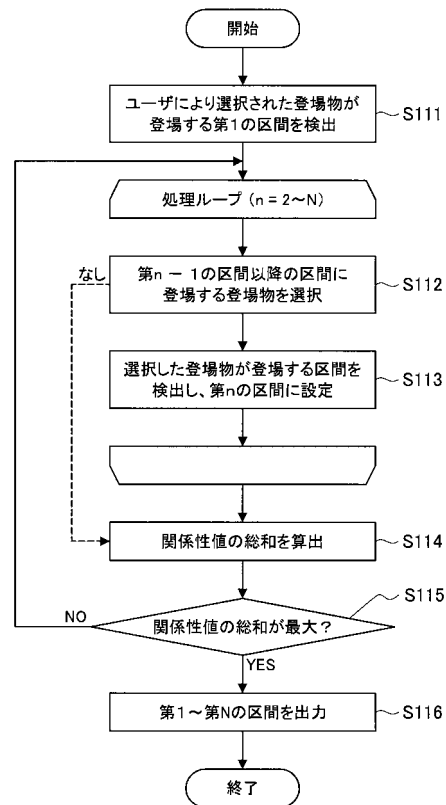 開始
ユーザにより選択された登場物が
登場する第1の区間を検出
S111
処理ループ(n=2~N)
なし
第n-1の区間以降の区間に
登場する登場物を選択
S112
選択した登場物が登場する区間を
検出し、第nの区間に設定
S113
関係性値の総和を算出
S114
S115
NO
関係性値の総和が最大?
YES
第1~第Nの区間を出力
S116
終了